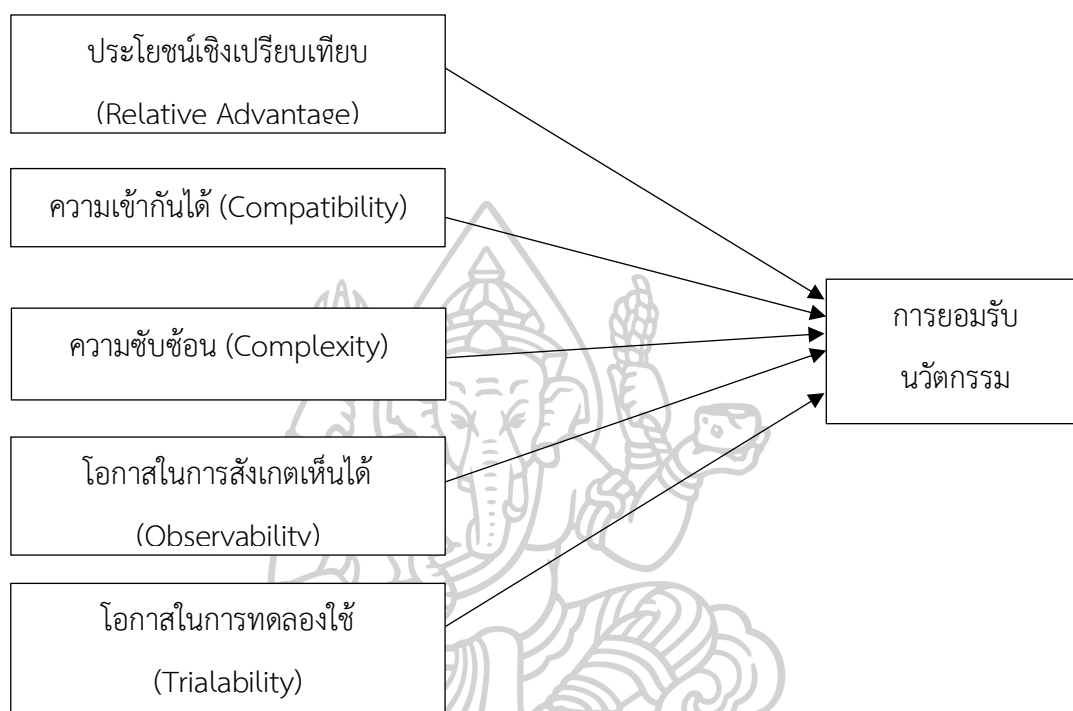 ประโยชน์เชิงเปรียบเทียบ
(Relative Advantage)
ความเข้ากันได้ (Compatibility)
ความซับซ้อน (Complexity)
โอกาสในการสังเกตเห็นได้
(Observability)
โอกาสในการทดลองใช้
(Trialability)
การยอมรับ
นวัตกรรม